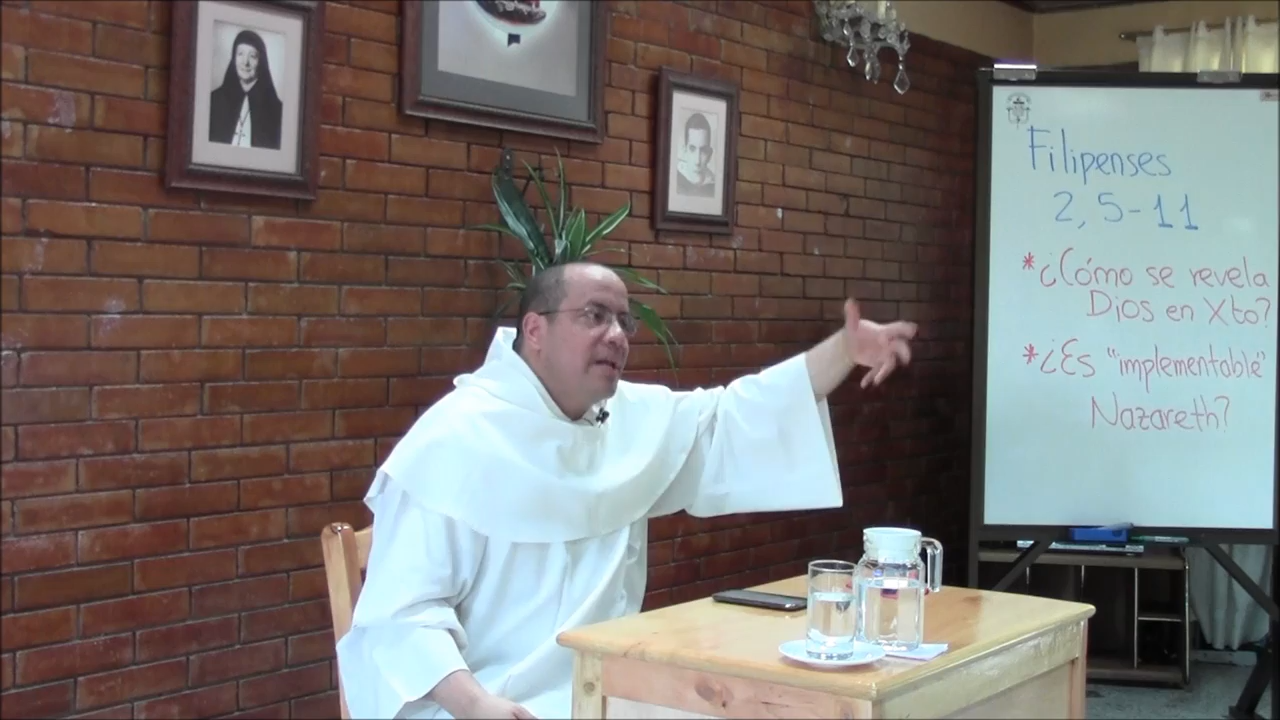 Filipenses
2, 5-11
*¿Cómo se revela
Dios en Xto?
*¿Es "implementable"
Nazareth?